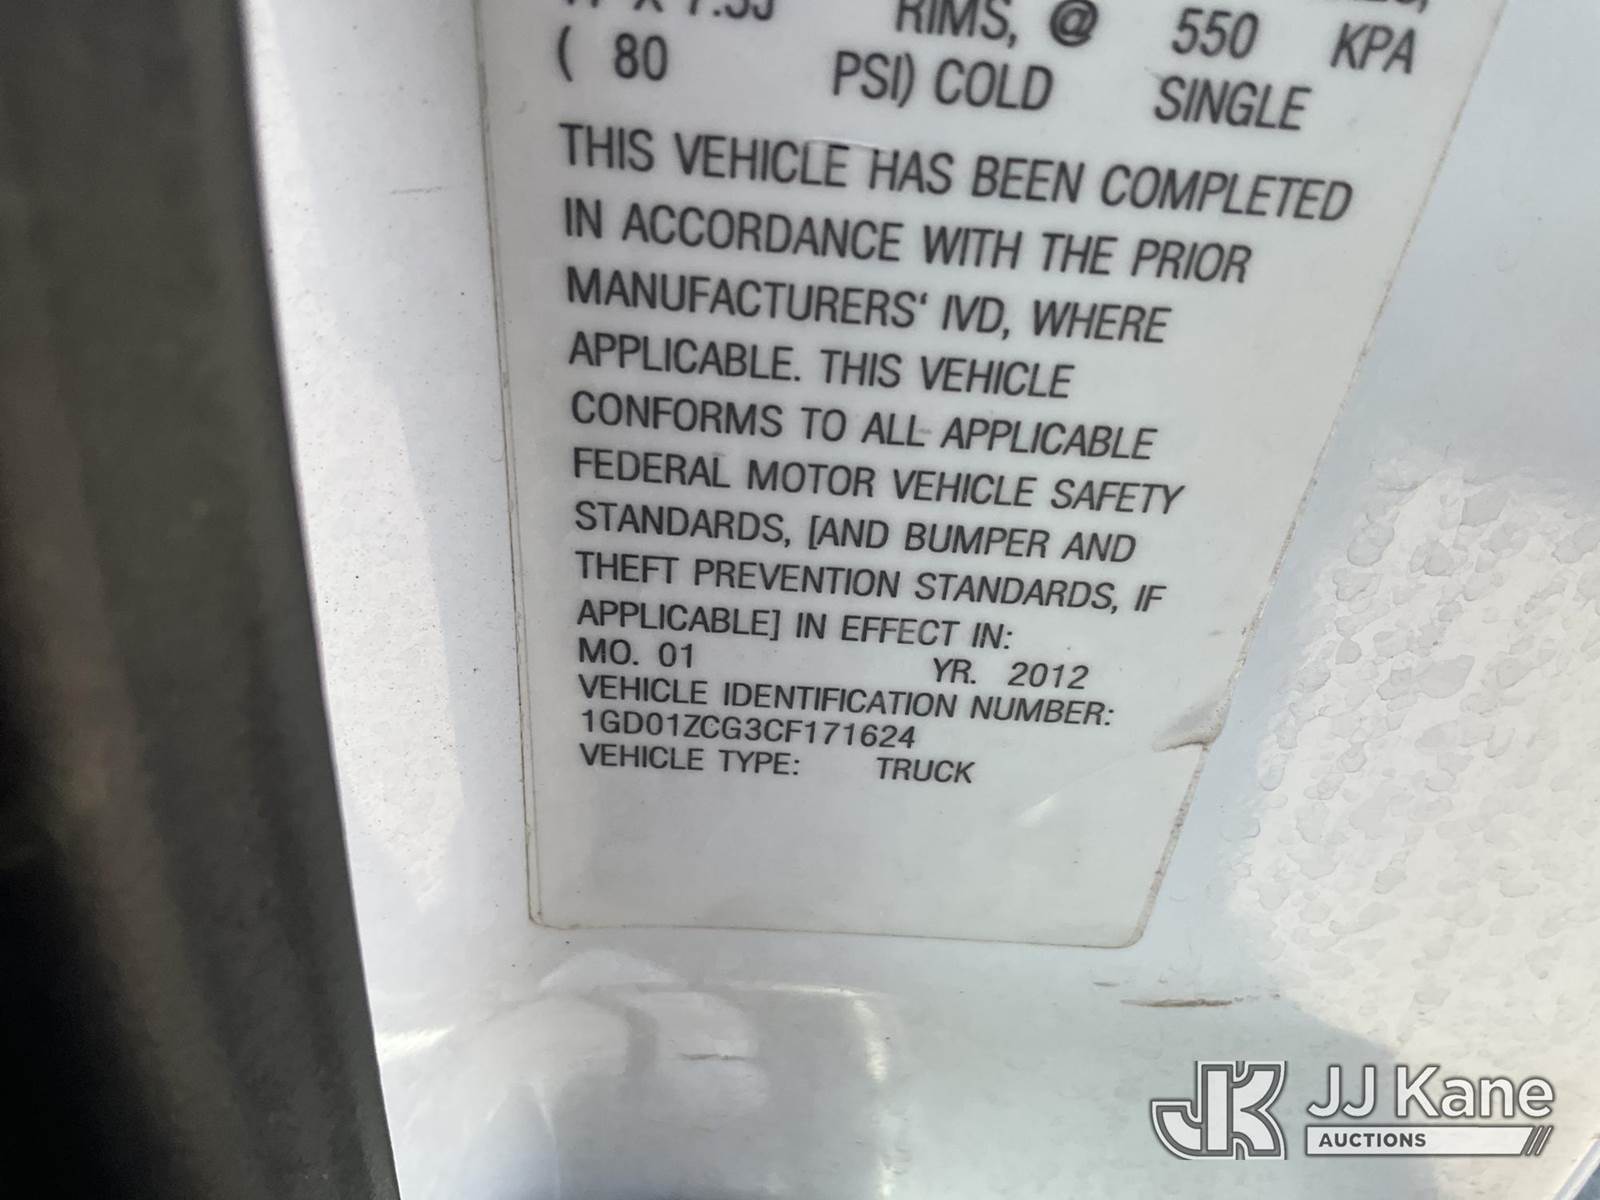 RIMS, @ 550 KPA
( 80 PSI) COLD SINGLE
THIS VEHICLE HAS BEEN COMPLETED
IN ACCORDANCE WITH THE PRIOR
MANUFACTURERS' IVD, WHERE
APPLICABLE. THIS VEHICLE
CONFORMS TO ALL APPLICABLE
FEDERAL MOTOR VEHICLE SAFETY
STANDARDS, [AND BUMPER AND
THEFT PREVENTION STANDARDS, IF
APPLICABLE] IN EFFECT IN:
MO. 01 YR. 2012
VEHICLE IDENTIFICATION NUMBER:
1GD01ZCG3CF171624
VEHICLE TYPE: TRUCK
JK JJ Kane
AUCTIONS